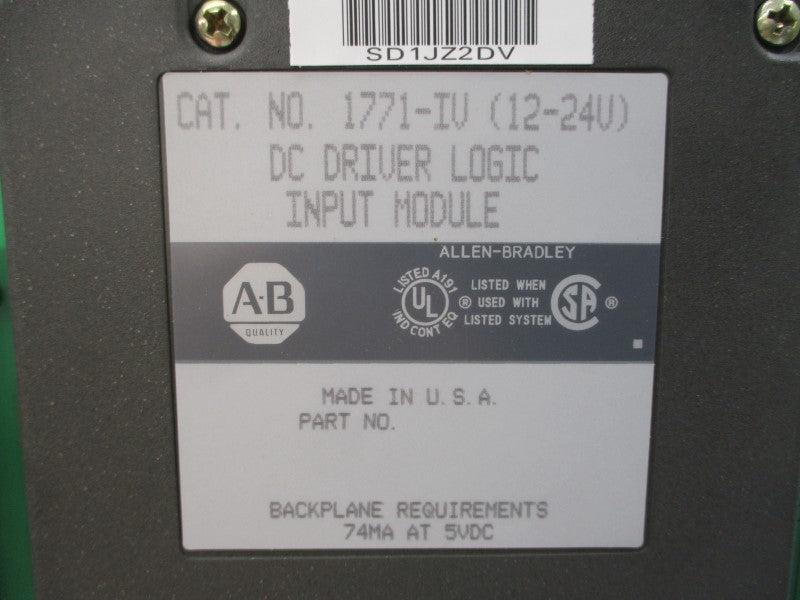 SD1JZ2DV
CAT. NO. 1771-IV (12-24V)
DC DRIVER LOGIC
INPUT MODULE
ALLEN-BRADLEY
A-B
QUALITY
LISTED A191
UL
IND CONT EQ
®
LISTED WHEN
USED WITH
LISTED SYSTEM
SA ®
MADE IN U.S.A.
PART NO.
BACKPLANE REQUIREMENTS
74MA AT 5VDC